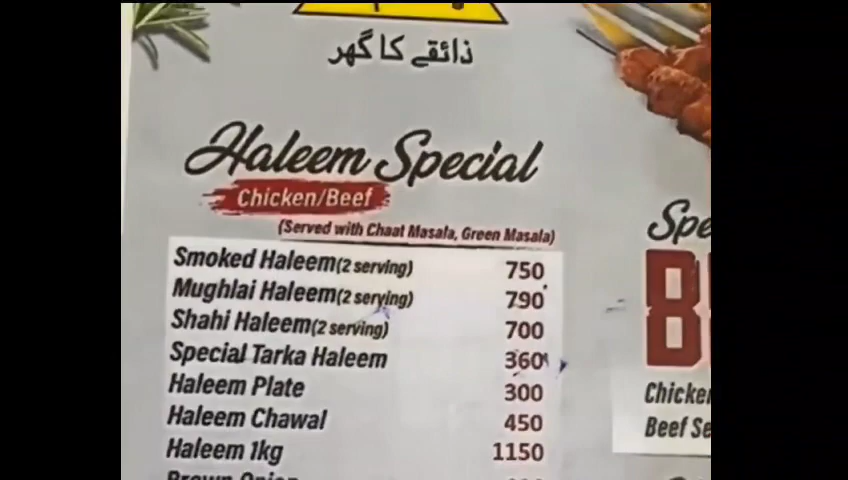 ذائقے کا گھر
Haleem Special
Chicken/Beef
(Served with Chaat Masala, Green Masala)
Smoked Haleem(2 serving) 750
Mughlai Haleem(2 serving) 790
Shahi Haleem(2 serving) 700
Special Tarka Haleem 360
Haleem Plate 300
Haleem Chawal 450
Haleem 1kg 1150
Brown Onion
Spe
B
Chicken
Beef Se